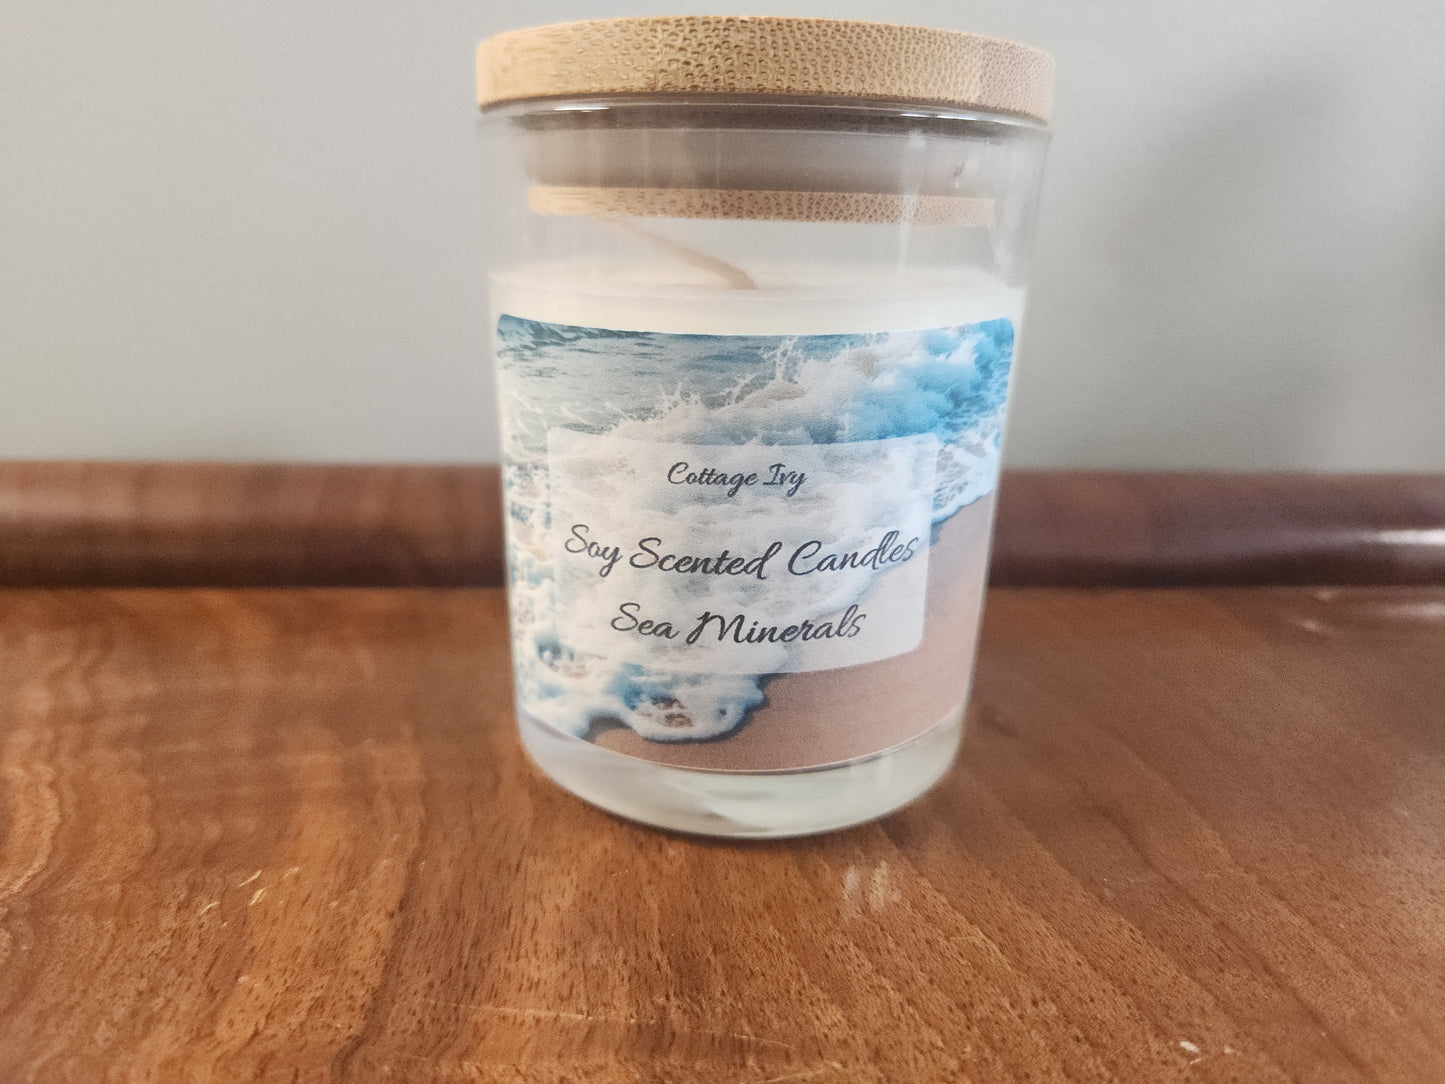 Cottage Ivy
Soy Scented Candles
Sea Minerals